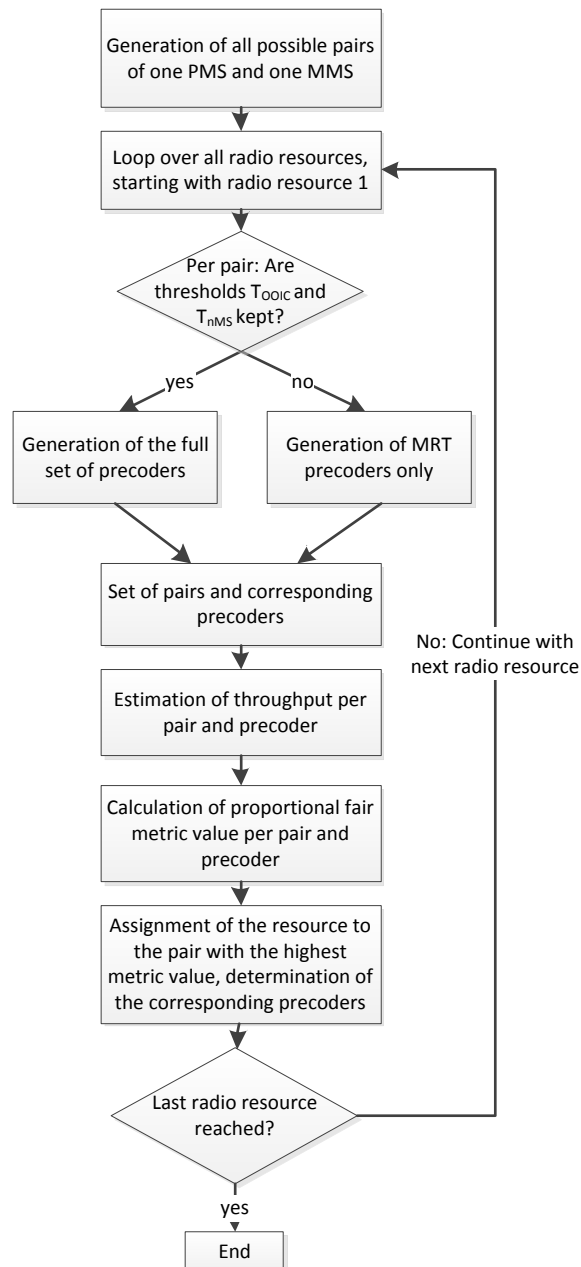 Generation of all possible pairs
of one PMS and one MMS
Loop over all radio resources,
starting with radio resource 1
Per pair: Are
thresholds TOOIC and
TnMS kept?
yes
no
Generation of the full
set of precoders
Generation of MRT
precoders only
Set of pairs and corresponding
precoders
No: Continue with
next radio resource
Estimation of throughput per
pair and precoder
Calculation of proportional fair
metric value per pair and
precoder
Assignment of the resource to
the pair with the highest
metric value, determination of
the corresponding precoders
Last radio resource
reached?
yes
End